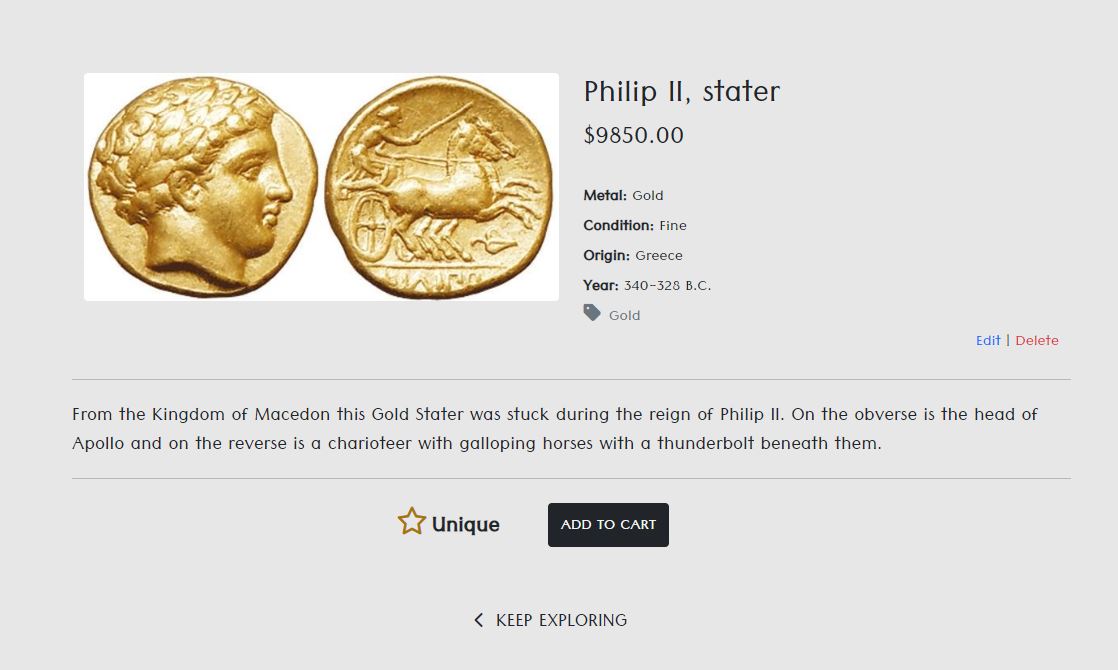 Philip II, stater
$9850.00
Metal: Gold
Condition: Fine
Origin: Greece
Year: 340-328 B.C.
Gold
Edit | Delete
From the Kingdom of Macedon this Gold Stater was stuck during the reign of Philip II. On the obverse is the head of
Apollo and on the reverse is a charioteer with galloping horses with a thunderbolt beneath them.
Unique
ADD TO CART
KEEP EXPLORING